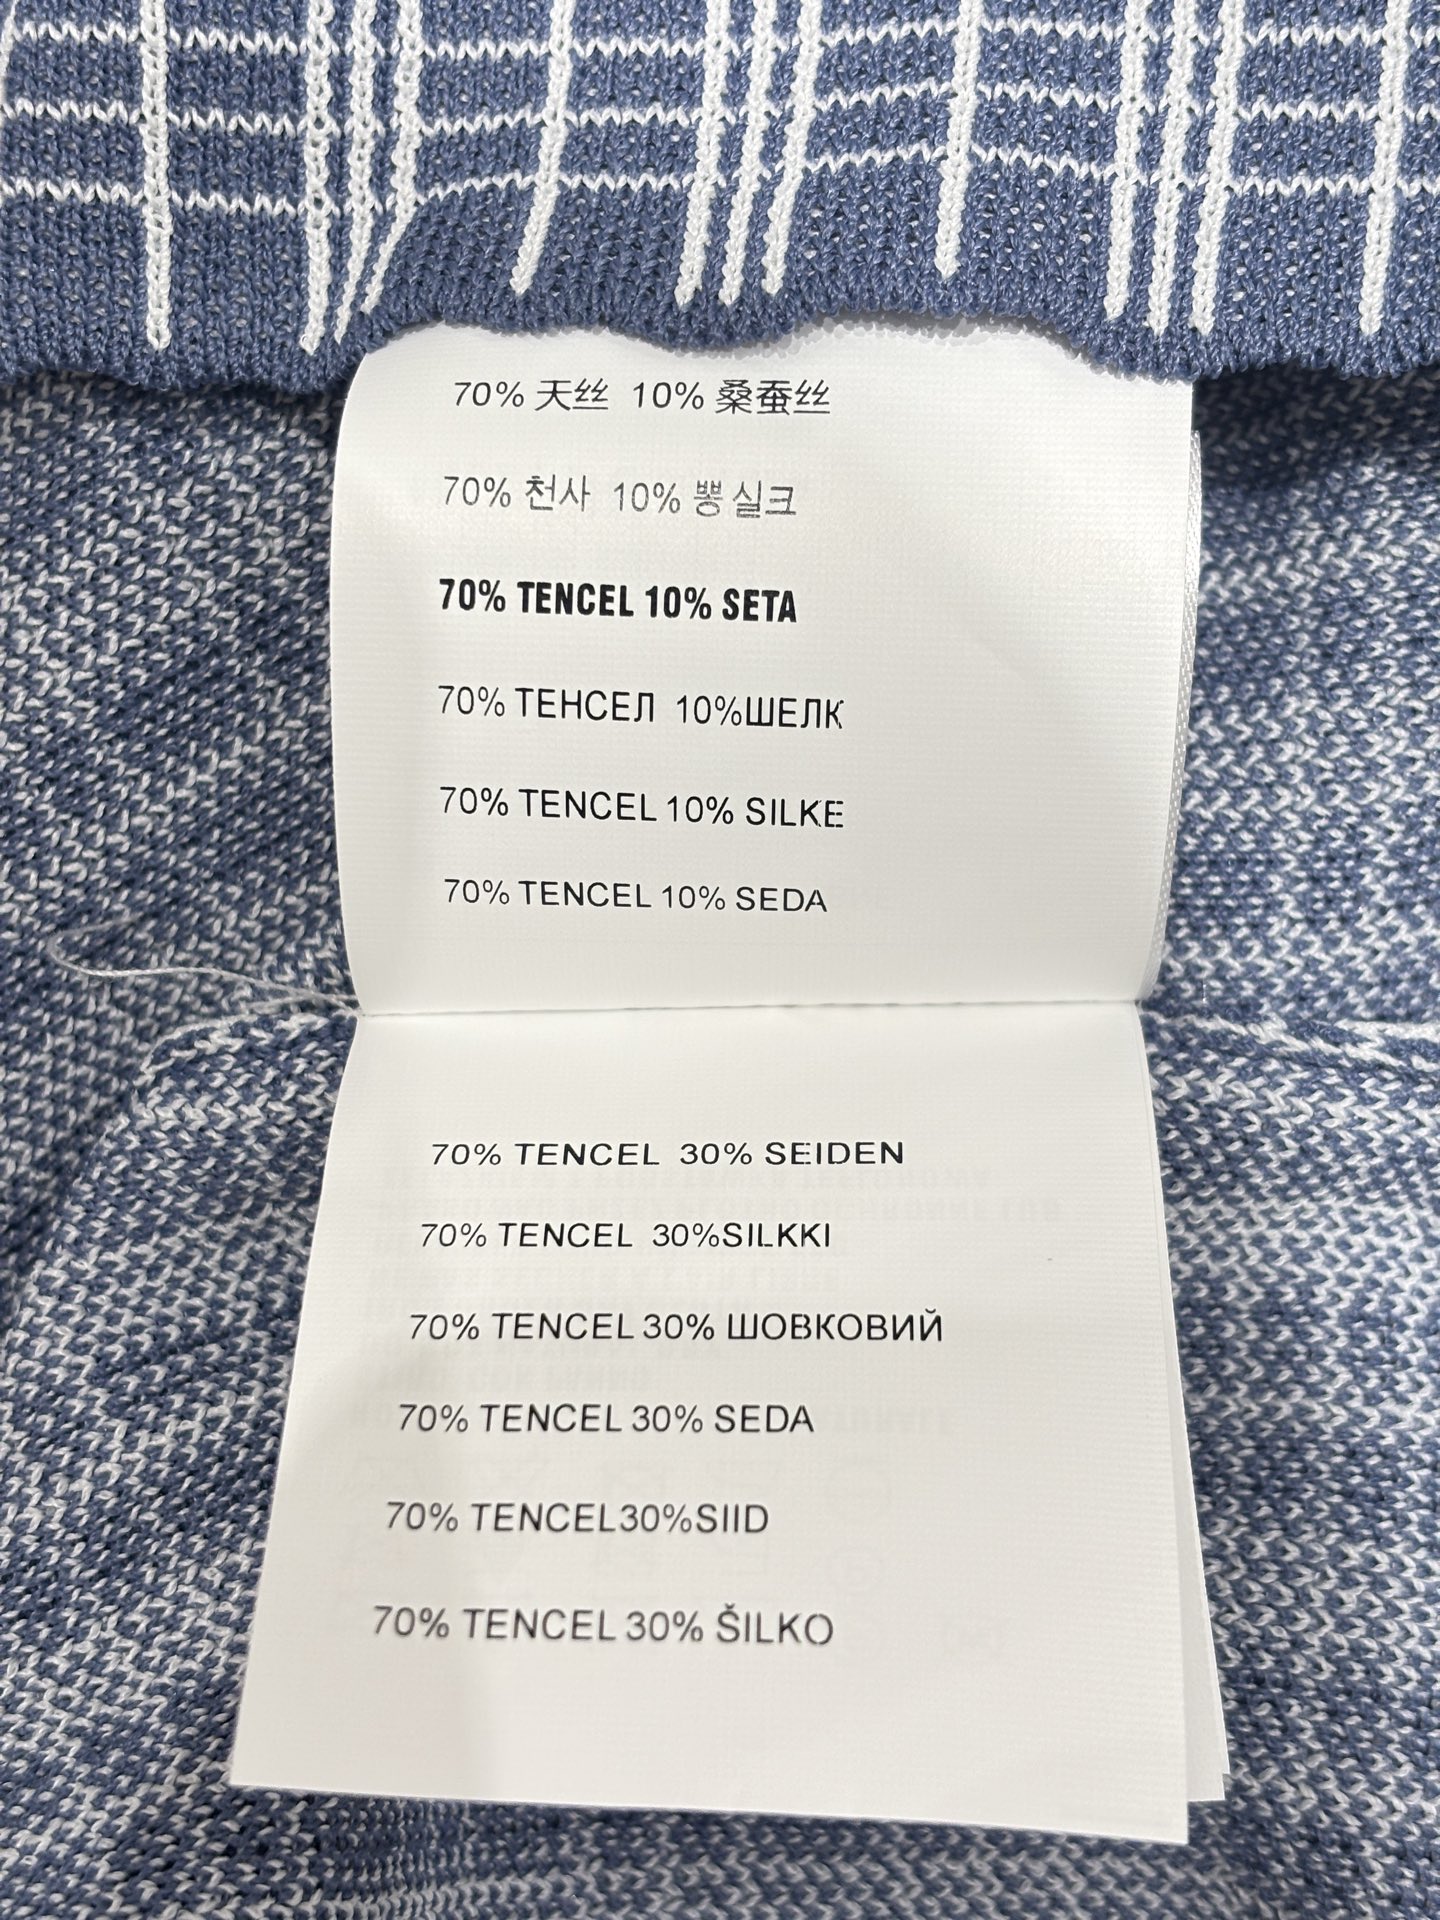 70% 天丝 10% 桑蚕丝
70% 천사 10% 뽕 실크
70% TENCEL 10% SETA
70% ТЕНСЕЛ 10%ШЕЛК
70% TENCEL 10% SILKE
70% TENCEL 10% SEDA
70% TENCEL 30% SEIDEN
70% TENCEL 30%SILKKI
70% TENCEL 30% ШОВКОВИЙ
70% TENCEL 30% SEDA
70% TENCEL30%SIID
70% TENCEL 30% ŠILKO